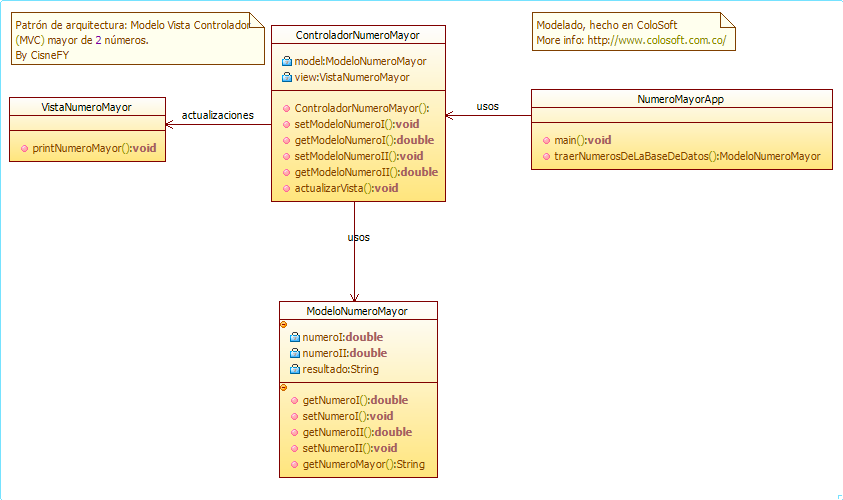 Patrón de arquitectura: Modelo Vista Controlador
(MVC) mayor de 2 números.
By CisneFY
ControladorNumeroMayor
model:ModeloNumeroMayor
view:VistaNumeroMayor
ControladorNumeroMayor():
setModeloNumeroI():void
getModeloNumeroI():double
setModeloNumeroII():void
getModeloNumeroII():double
actualizarVista():void
Modelado, hecho en ColoSoft
More info: http://www.colosoft.com.co/
VistaNumeroMayor
printNumeroMayor():void
actualizaciones
usos
NumeroMayorApp
main():void
traerNumerosDeLaBaseDeDatos():ModeloNumeroMayor
usos
ModeloNumeroMayor
numeroI:double
numeroII:double
resultado:String
getNumeroI():double
setNumeroI():void
getNumeroII():double
setNumeroII():void
getNumeroMayor():String